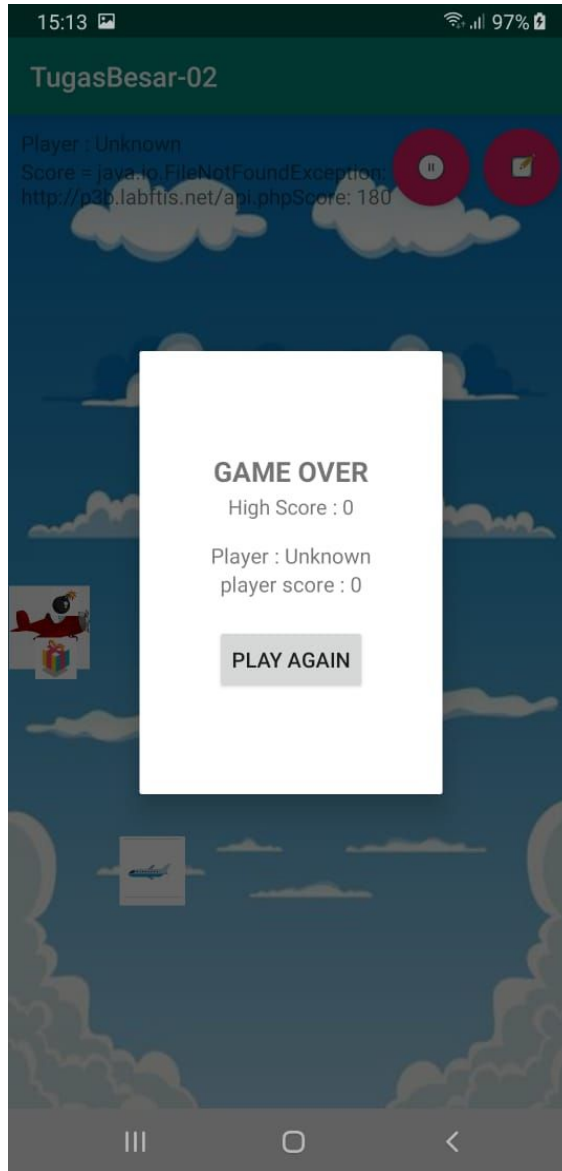 15:13 97%
TugasBesar-02
Player : Unknown
Score = java.io.FileNotFoundException:
http://p3b.labftis.net/api.phpScore: 180
GAME OVER
High Score : 0
Player : Unknown
player score : 0
PLAY AGAIN